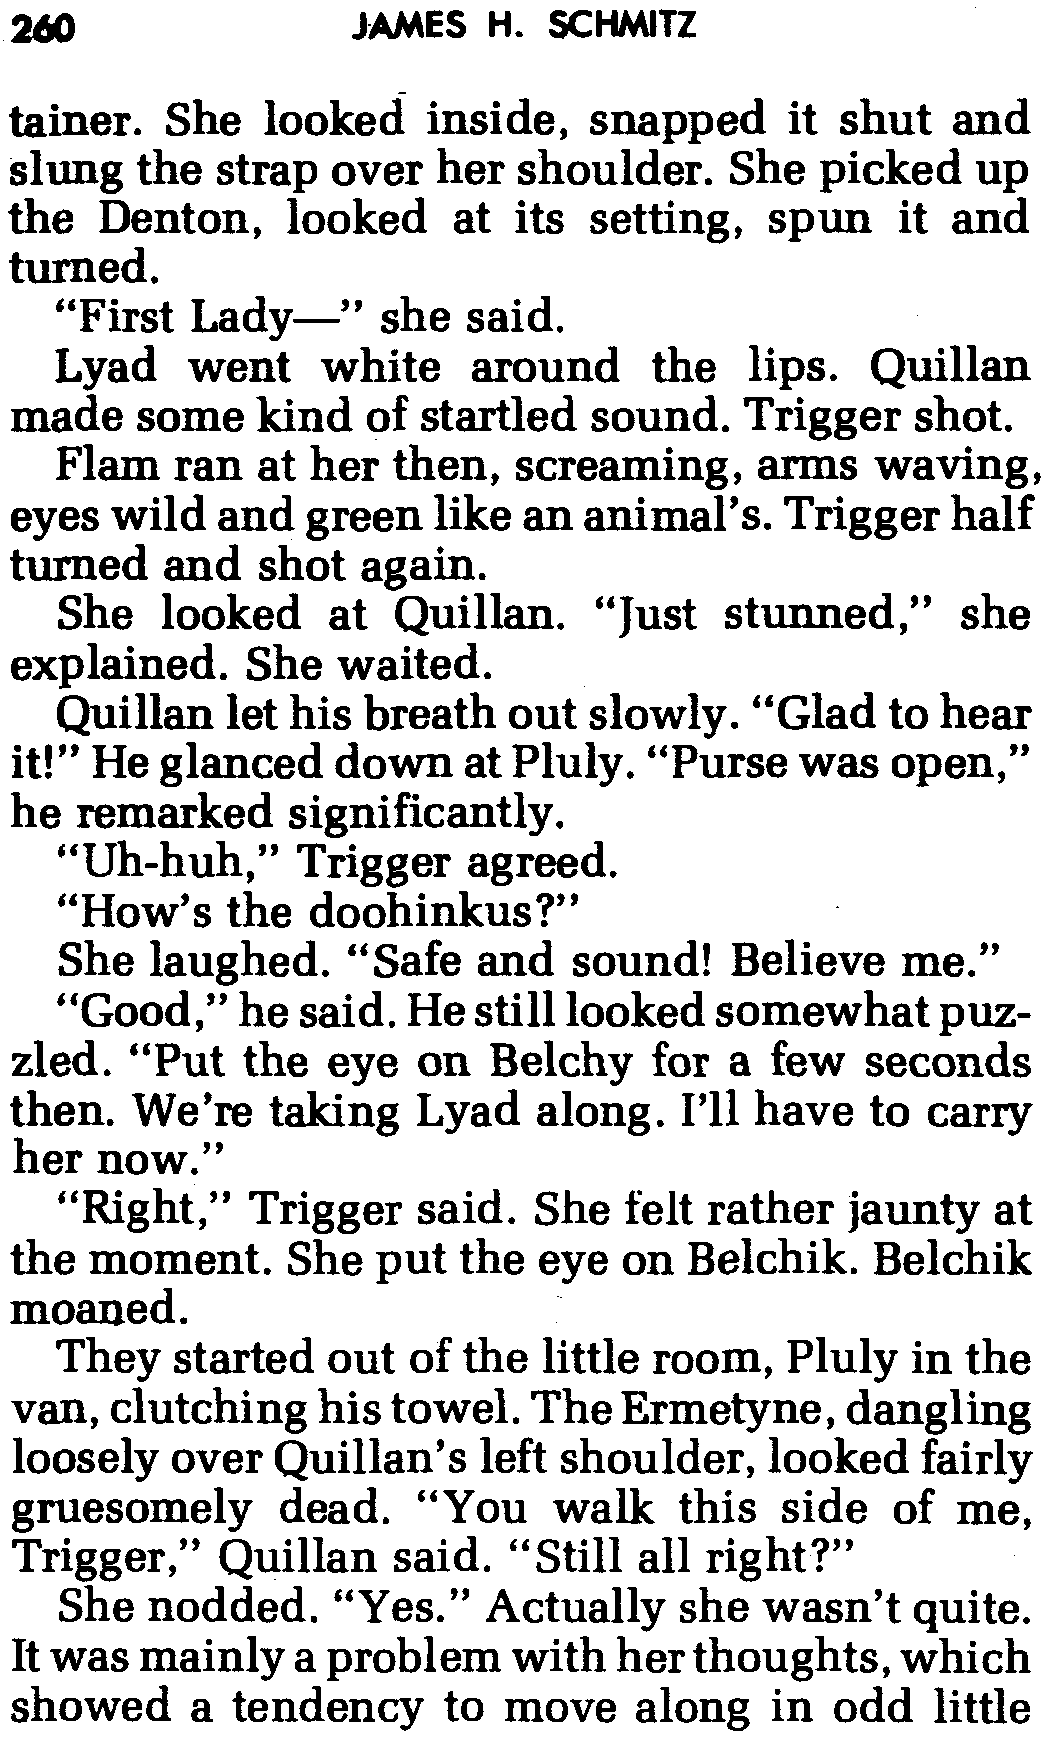 260 JAMES H. SCHMITZ
tainer. She looked inside, snapped it shut and
slung the strap over her shoulder. She picked up
the Denton, looked at its setting, spun it and
turned.
“First Lady—” she said.
Lyad went white around the lips. Quillan
made some kind of startled sound. Trigger shot.
Flam ran at her then, screaming, arms waving,
eyes wild and green like an animal’s. Trigger half
turned and shot again.
She looked at Quillan. “Just stunned,” she
explained. She waited.
Quillan let his breath out slowly. “Glad to hear
it!” He glanced down at Pluly. “Purse was open,”
he remarked significantly.
“Uh-huh,” Trigger agreed.
“How’s the doohinkus?”
She laughed. “Safe and sound! Believe me.”
“Good,” he said. He still looked somewhat puz-
zled. “Put the eye on Belchy for a few seconds
then. We’re taking Lyad along. I’ll have to carry
her now.”
“Right,” Trigger said. She felt rather jaunty at
the moment. She put the eye on Belchik. Belchik
moaned.
They started out of the little room, Pluly in the
van, clutching his towel. The Ermetyne, dangling
loosely over Quillan’s left shoulder, looked fairly
gruesomely dead. “You walk this side of me,
Trigger,” Quillan said. “Still all right?”
She nodded. “Yes.” Actually she wasn’t quite.
It was mainly a problem with her thoughts, which
showed a tendency to move along in odd little